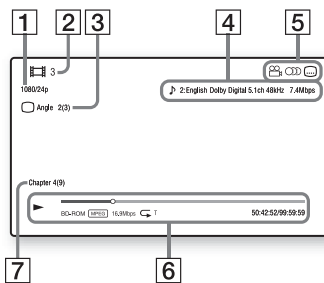 1 2 3 4 5
3
1080/24p
2:English Dolby Digital 5.1ch 48kHz 7.4Mbps
Angle 2(3)
Chapter 4(9)
BD-ROM MPEG 16.9Mbps T 50:42:52/99:59:59
7 6